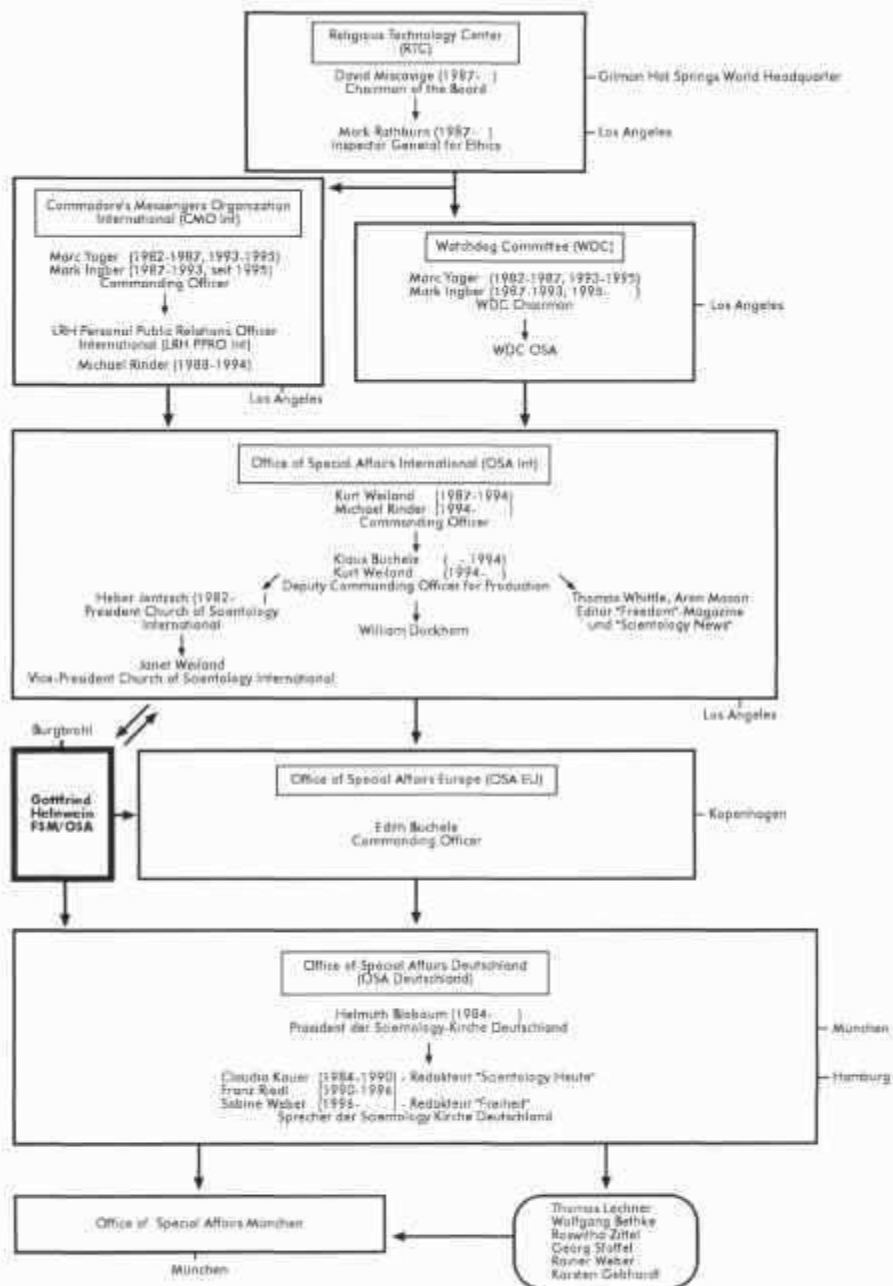 Religious Technology Center
(RTC)
David Miscavige (1987- )
Chairman of the Board
Mark Rathburn (1987- )
Inspector General for Ethics
Gilman Hot Springs World Headquarter
Los Angeles
Commodore's Messengers Organization
International (CMO Int)
Marc Yager (1982-1987, 1993-1995)
Mark Ingber (1987-1993, seit 1995)
Commanding Officer
LRH Personal Public Relations Officer
International (LRH PPRO Int)
Michael Rinder (1988-1994)
Los Angeles
Watchdog Committee (WDC)
Marc Yager (1982-1987, 1993-1995)
Mark Ingber (1987-1993, 1995- )
WDC Chairman
WDC OSA
Los Angeles
Office of Special Affairs International (OSA Int)
Kurt Weiland (1987-1994)
Michael Rinder (1994- )
Commanding Officer
Klaus Buchele ( - 1994)
Kurt Weiland (1994- )
Deputy Commanding Officer for Production
Heber Jentzsch (1982-
President Church of Scientology
International
Janet Weiland
Vice-President Church of Scientology International
William Duckhorn
Thomas Whittle, Aron Mason
Editor "Freedom"-Magazine
und "Scientology News"
Los Angeles
Burgbrohl
Gottfried
Helnwein
FSM/OSA
Office of Special Affairs Europe (OSA EU)
Edith Buchele
Commanding Officer
Kopenhagen
Office of Special Affairs Deutschland
(OSA Deutschland)
Helmuth Blöbaum (1984- )
Präsident der Scientology-Kirche Deutschland
Claudia Kauer (1984-1990) - Redakteur "Scientology Heute"
Franz Riedl (1990-1996)
Sabine Weber (1996- ) - Redakteur "Freiheit"
Sprecher der Scientology Kirche Deutschland
München
Hamburg
Office of Special Affairs München
München
Thomas Lechner
Wolfgang Bethke
Roswitha Zittel
Georg Stoffel
Rainer Weber
Karsten Gebhardt